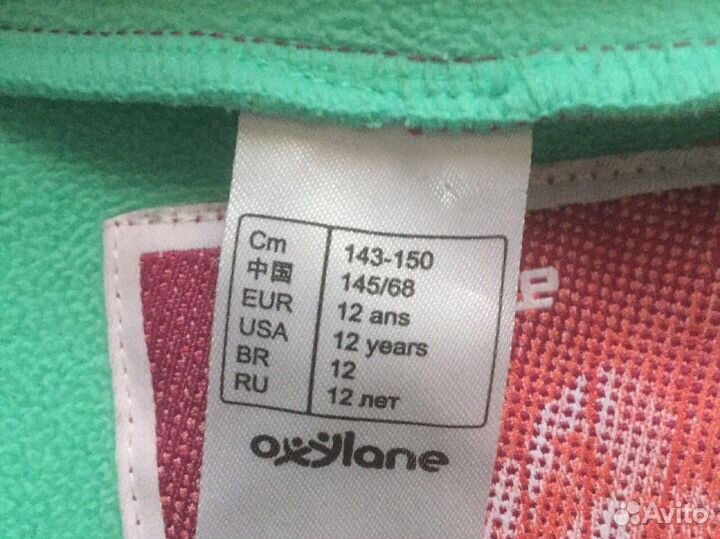 Cm 143-150
中国 145/68
EUR 12 ans
USA 12 years
BR 12
RU 12 лет
oxylane
Avito